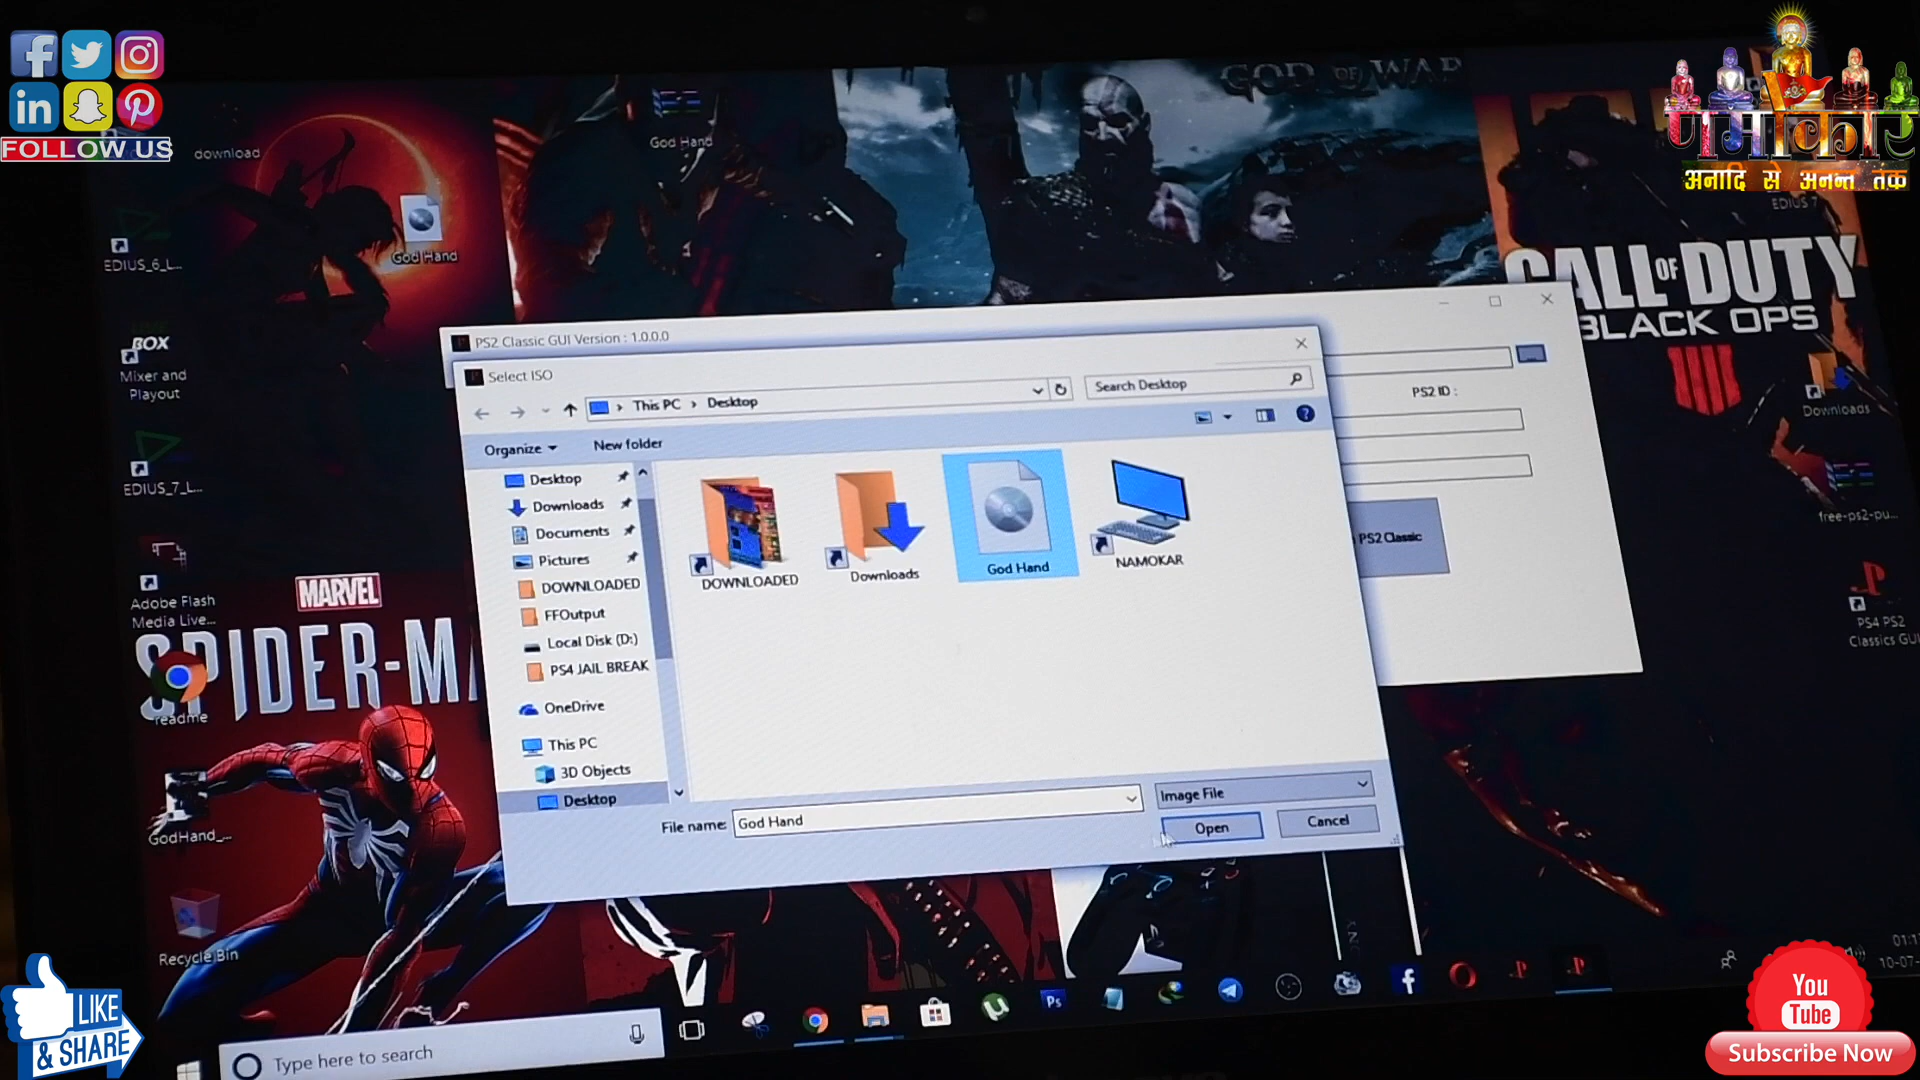 FOLLOW US
download
God Hand
GOD OF WAR
णमोकार
अनादि से अनन्त तक
EDIUS 7
God Hand
EDIUS_6_L...
CALL OF DUTY
BLACK OPS
BOX
Mixer and
Playout
PS2 Classic GUI Version : 1.0.0.0
Select ISO
This PC › Desktop
Search Desktop
PS2 ID :
Downloads
Organize
New folder
Desktop
Downloads
Documents
Pictures
DOWNLOADED
FFOutput
Local Disk (D:)
PS4 JAIL BREAK
OneDrive
This PC
3D Objects
Desktop
DOWNLOADED
Downloads
God Hand
NAMOKAR
PS2 Classic
EDIUS_7_L...
free-ps2-pu...
Adobe Flash
Media Live...
PS4 PS2
Classics GUI
MARVEL
SPIDER-MA
readme
File name:
God Hand
Image File
Open
Cancel
GodHand_...
Recycle Bin
LIKE
& SHARE
Type here to search
Ps
01:1
10-07-
You
Tube
Subscribe Now